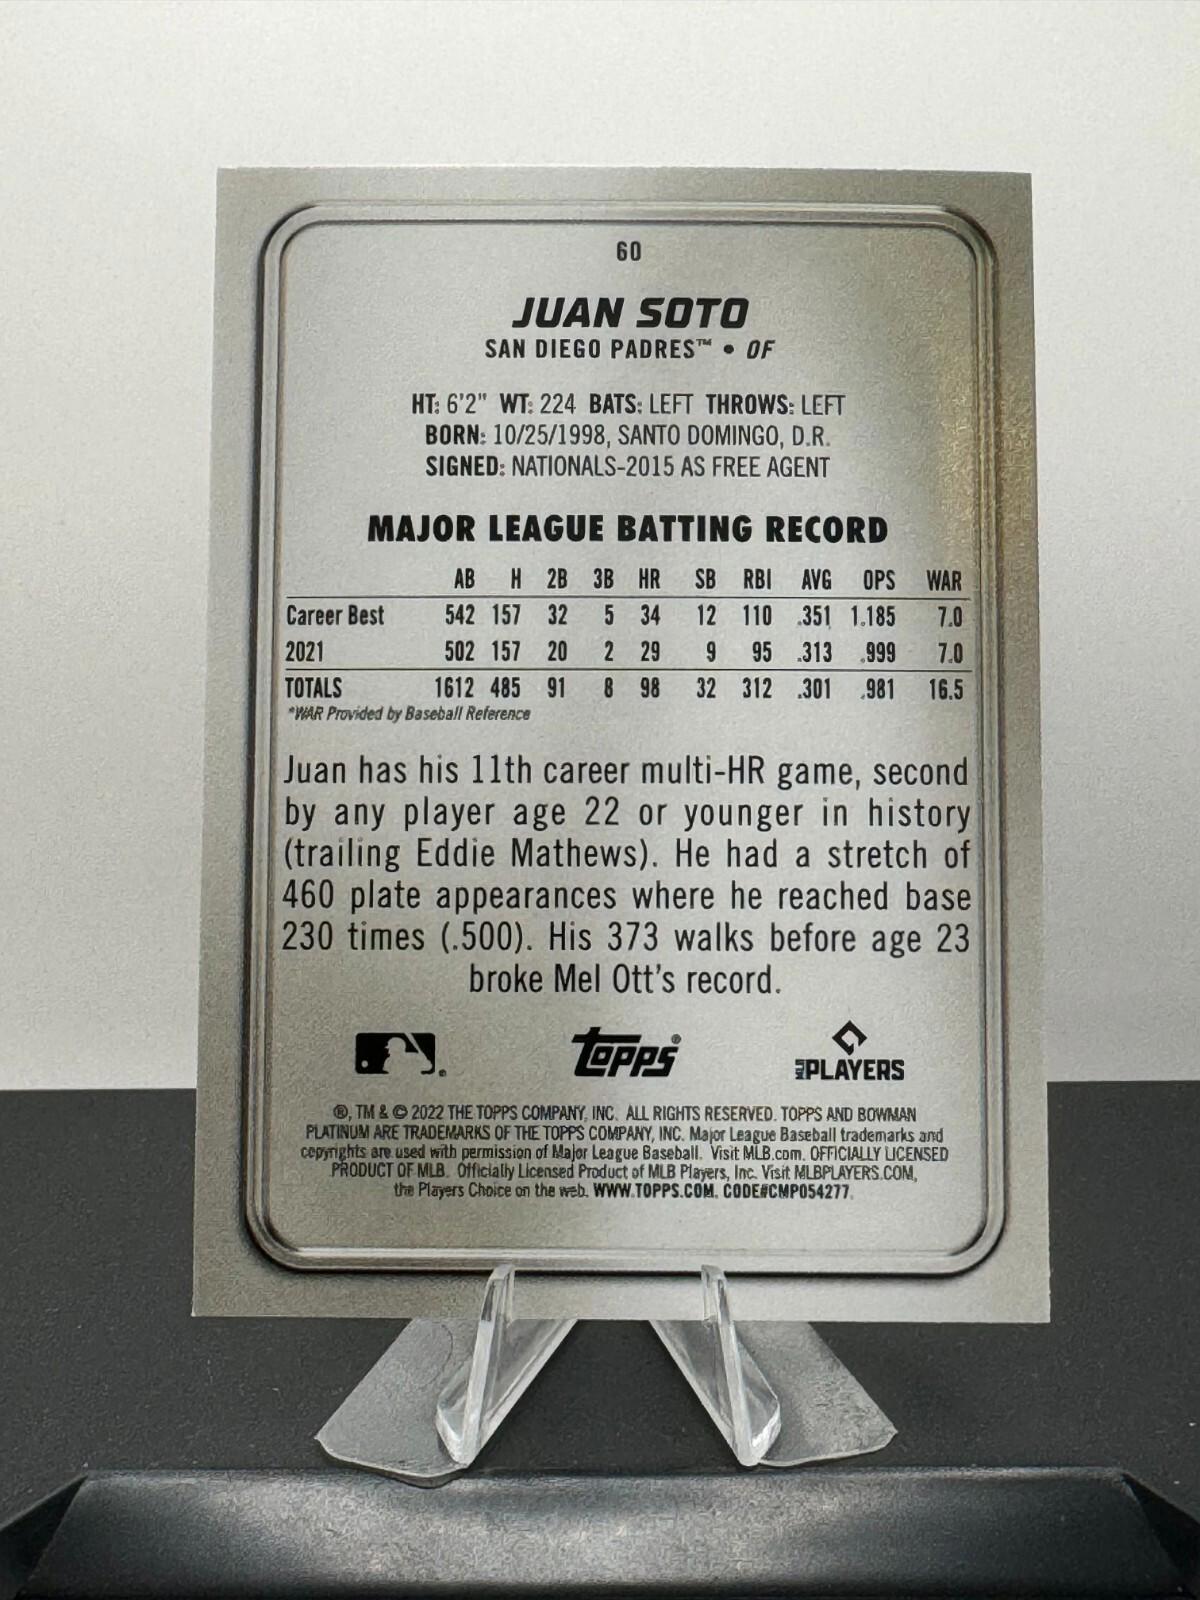 60
JUAN SOTO
SAN DIEGO PADRES™ • OF
HT: 6'2" WT: 224 BATS: LEFT THROWS: LEFT
BORN: 10/25/1998, SANTO DOMINGO, D.R.
SIGNED: NATIONALS-2015 AS FREE AGENT
MAJOR LEAGUE BATTING RECORD
AB H 2B 3B HR SB RBI AVG OPS WAR
Career Best 542 157 32 5 34 12 110 .351 1.185 7.0
2021 502 157 20 2 29 9 95 .313 .999 7.0
TOTALS 1612 485 91 8 98 32 312 .301 .981 16.5
*WAR Provided by Baseball Reference
Juan has his 11th career multi-HR game, second
by any player age 22 or younger in history
(trailing Eddie Mathews). He had a stretch of
460 plate appearances where he reached base
230 times (.500). His 373 walks before age 23
broke Mel Ott's record.
topps® MLB PLAYERS
®, TM & © 2022 THE TOPPS COMPANY, INC. ALL RIGHTS RESERVED. TOPPS AND BOWMAN
PLATINUM ARE TRADEMARKS OF THE TOPPS COMPANY, INC. Major League Baseball trademarks and
copyrights are used with permission of Major League Baseball. Visit MLB.com. OFFICIALLY LICENSED
PRODUCT OF MLB. Officially Licensed Product of MLB Players, Inc. Visit MLBPLAYERS.COM,
the Players Choice on the web. WWW.TOPPS.COM. CODE#CMP054277.